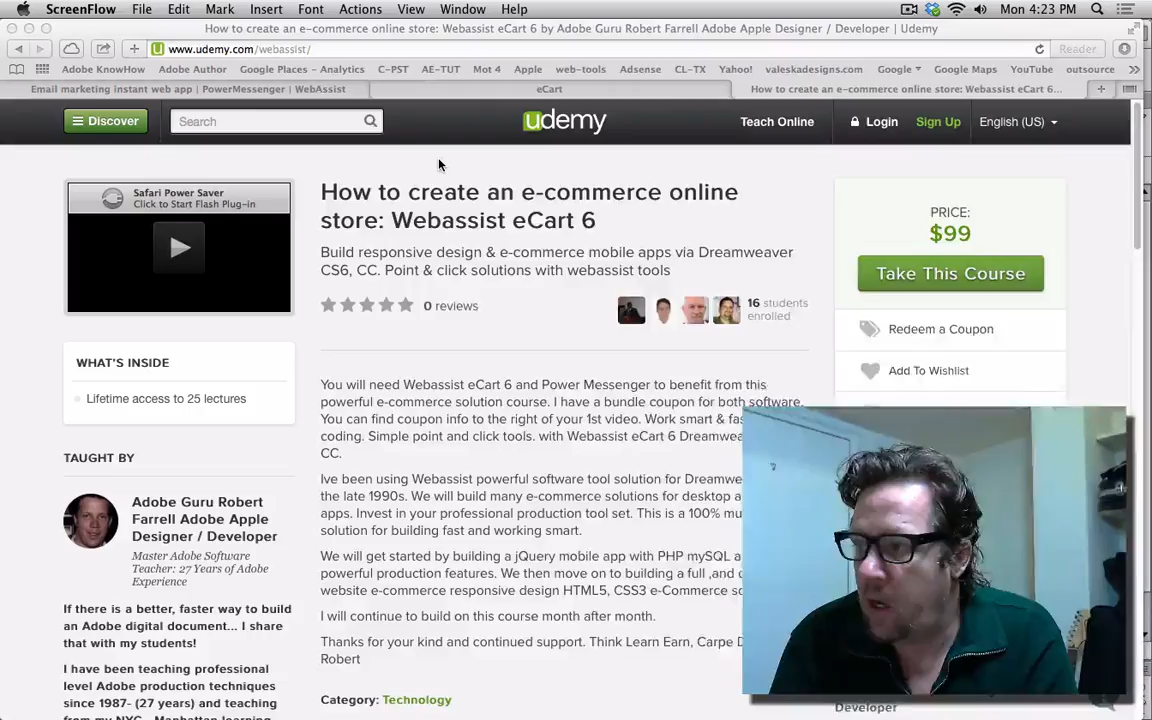 ScreenFlow File Edit Mark Insert Font Actions View Window Help Mon 4:23 PM
How to create an e-commerce online store: Webassist eCart 6 by Adobe Guru Robert Farrell Adobe Apple Designer / Developer | Udemy
www.udemy.com/webassist/ Reader
Adobe KnowHow Adobe Author Google Places - Analytics C-PST AE-TUT Mot 4 Apple web-tools Adsense CL-TX Yahoo! valeskadesigns.com Google Google Maps YouTube outsource
Email marketing instant web app | PowerMessenger | WebAssist eCart How to create an e-commerce online store: Webassist eCart 6...
Discover Search udemy Teach Online Login Sign Up English (US)
Safari Power Saver
Click to Start Flash Plug-in
How to create an e-commerce online
store: Webassist eCart 6
Build responsive design & e-commerce mobile apps via Dreamweaver
CS6, CC. Point & click solutions with webassist tools
0 reviews
16 students
enrolled
PRICE:
$99
Take This Course
Redeem a Coupon
Add To Wishlist
WHAT'S INSIDE
Lifetime access to 25 lectures
TAUGHT BY
Adobe Guru Robert
Farrell Adobe Apple
Designer / Developer
Master Adobe Software
Teacher: 27 Years of Adobe
Experience
If there is a better, faster way to build
an Adobe digital document... I share
that with my students!
I have been teaching professional
level Adobe production techniques
since 1987- (27 years) and teaching
from my NYC - Manhattan learning
You will need Webassist eCart 6 and Power Messenger to benefit from this
powerful e-commerce solution course. I have a bundle coupon for both software.
You can find coupon info to the right of your 1st video. Work smart & fas
coding. Simple point and click tools. with Webassist eCart 6 Dreamwea
CC.
Ive been using Webassist powerful software tool solution for Dreamwe
the late 1990s. We will build many e-commerce solutions for desktop a
apps. Invest in your professional production tool set. This is a 100% mu
solution for building fast and working smart.
We will get started by building a jQuery mobile app with PHP mySQL a
powerful production features. We then move on to building a full ,and c
website e-commerce responsive design HTML5, CSS3 e-Commerce so
I will continue to build on this course month after month.
Thanks for your kind and continued support. Think Learn Earn, Carpe D
Robert
Category: Technology
Developer